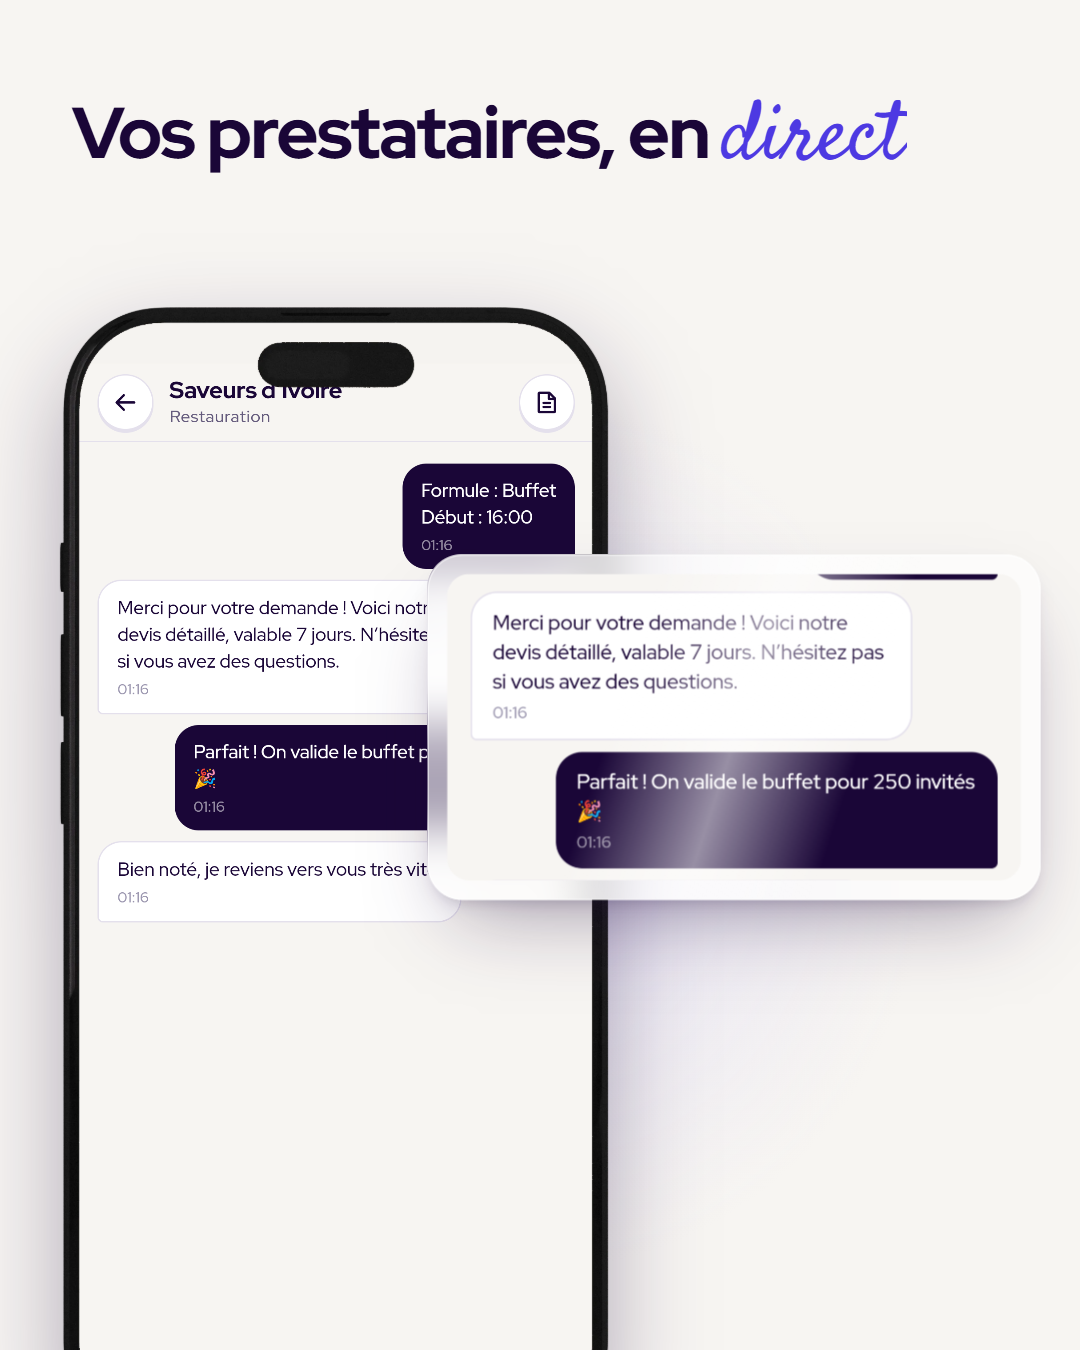 Vos prestataires, en direct
Saveurs d'Ivoire
Restauration
Formule : Buffet
Début : 16:00
01:16
Merci pour votre demande ! Voici notr
devis détaillé, valable 7 jours. N’hésite
si vous avez des questions.
01:16
Parfait ! On valide le buffet p
🎉
01:16
Bien noté, je reviens vers vous très vit
01:16
Merci pour votre demande ! Voici notre
devis détaillé, valable 7 jours. N’hésitez pas
si vous avez des questions.
01:16
Parfait ! On valide le buffet pour 250 invités
🎉
01:16